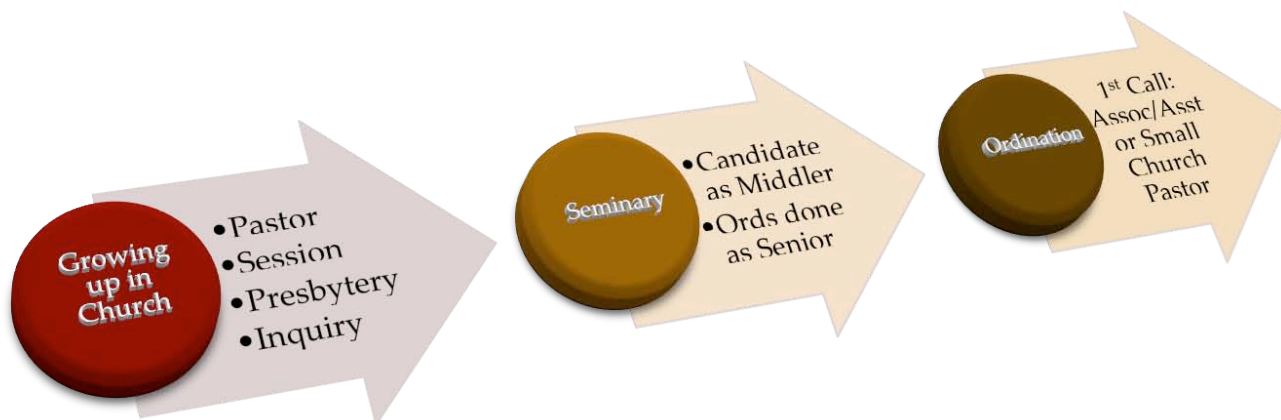 Growing
up in
Church
•Pastor
•Session
•Presbytery
•Inquiry
Seminary
•Candidate
as Middler
•Ords done
as Senior
Ordination
1st Call:
Assoc/Asst
or Small
Church
Pastor